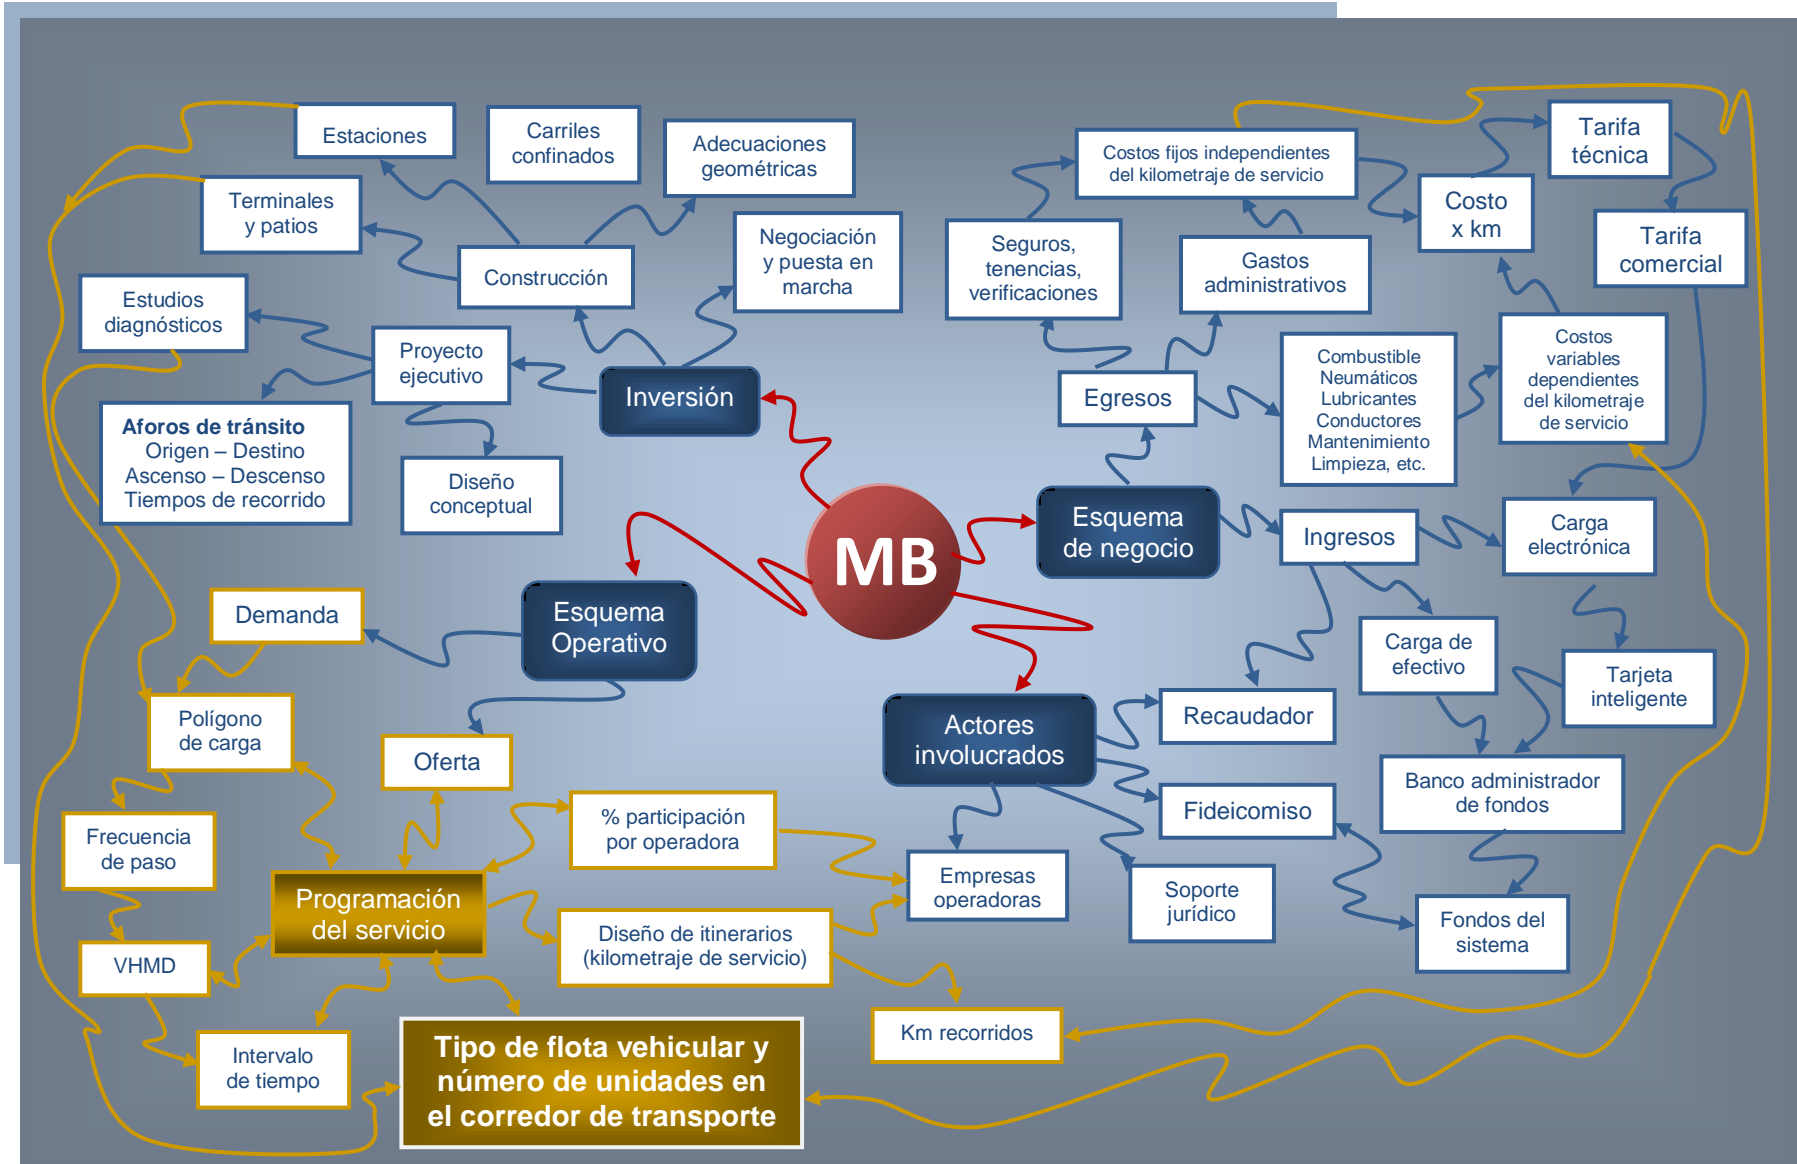 Estaciones
Carriles
confinados
Adecuaciones
geométricas
Terminales
y patios
Construcción
Negociación
y puesta en
marcha
Estudios
diagnósticos
Proyecto
ejecutivo
Inversión
Aforos de tránsito
Origen – Destino
Ascenso – Descenso
Tiempos de recorrido
Diseño
conceptual
Costos fijos independientes
del kilometraje de servicio
Tarifa
técnica
Costo
x km
Tarifa
comercial
Seguros,
tenencias,
verificaciones
Gastos
administrativos
Egresos
Combustible
Neumáticos
Lubricantes
Conductores
Mantenimiento
Limpieza, etc.
Costos
variables
dependientes
del kilometraje
de servicio
MB
Esquema
de negocio
Ingresos
Carga
electrónica
Carga de
efectivo
Tarjeta
inteligente
Demanda
Esquema
Operativo
Polígono
de carga
Oferta
Actores
involucrados
Recaudador
Fideicomiso
Banco administrador
de fondos
Frecuencia
de paso
% participación
por operadora
Programación
del servicio
Empresas
operadoras
Soporte
jurídico
Fondos del
sistema
VHMD
Diseño de itinerarios
(kilometraje de servicio)
Km recorridos
Intervalo
de tiempo
Tipo de flota vehicular y
número de unidades en
el corredor de transporte